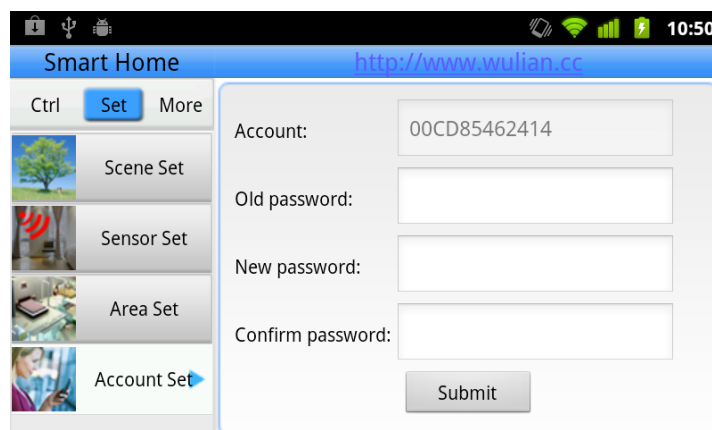 10:50
Smart Home
http://www.wulian.cc
Ctrl Set More
Scene Set
Sensor Set
Area Set
Account Set
Account: 00CD85462414
Old password:
New password:
Confirm password:
Submit